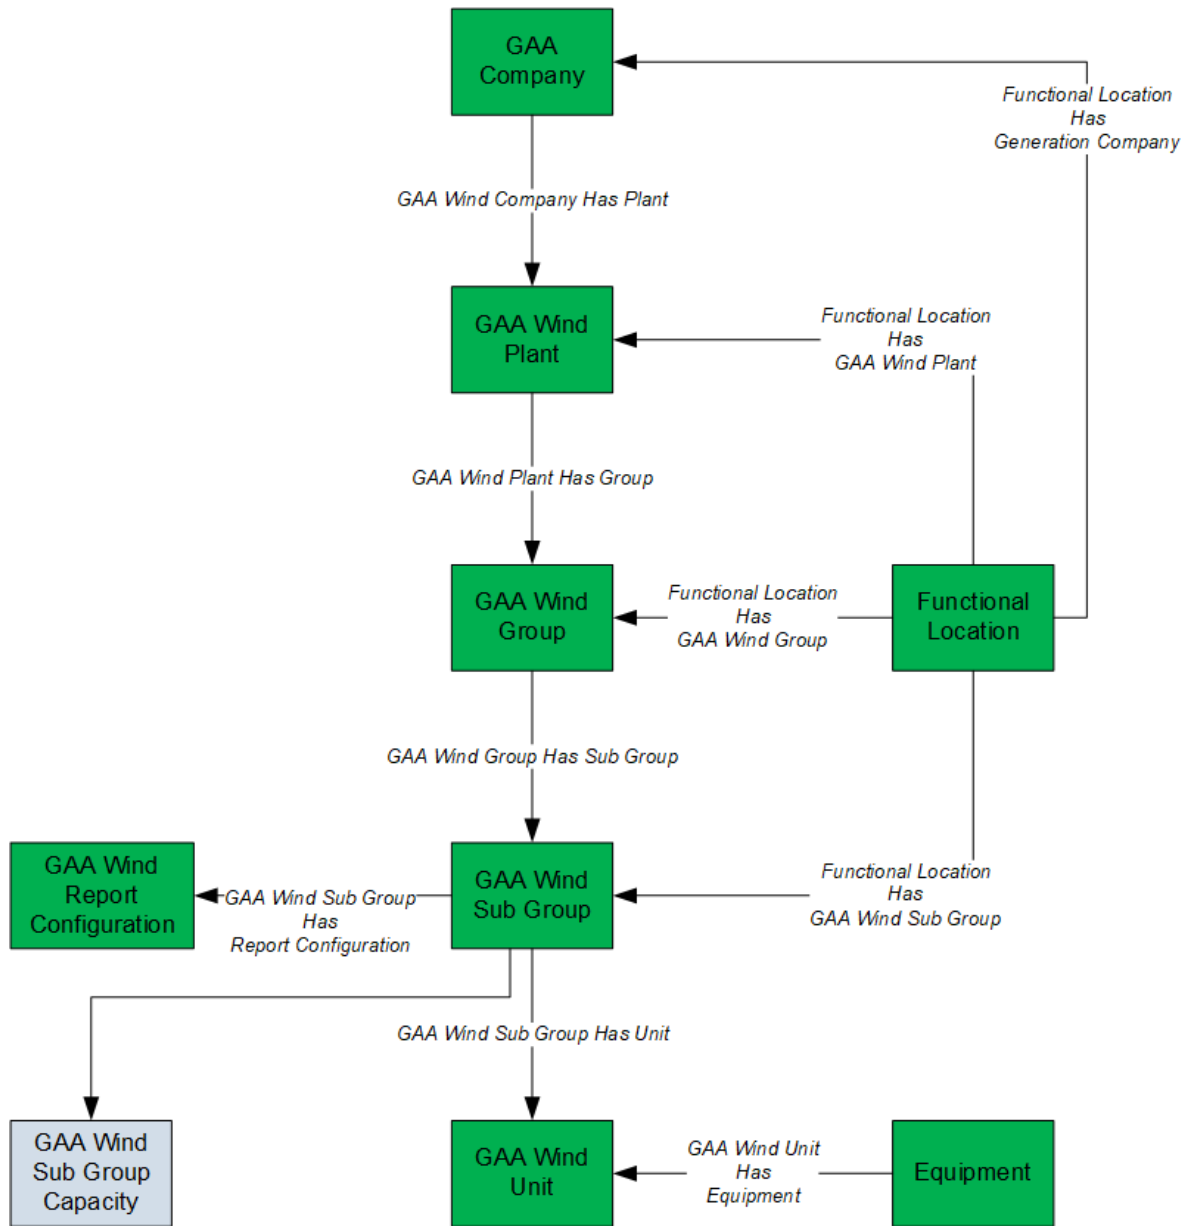 GAA
Company
Functional Location
Has
Generation Company
GAA Wind Company Has Plant
GAA Wind
Plant
Functional Location
Has
GAA Wind Plant
GAA Wind Plant Has Group
GAA Wind
Group
Functional Location
Has
GAA Wind Group
Functional
Location
GAA Wind Group Has Sub Group
GAA Wind
Report
Configuration
GAA Wind Sub Group
Has
Report Configuration
GAA Wind
Sub Group
Functional Location
Has
GAA Wind Sub Group
GAA Wind Sub Group Has Unit
GAA Wind
Sub Group
Capacity
GAA Wind
Unit
GAA Wind Unit
Has
Equipment
Equipment